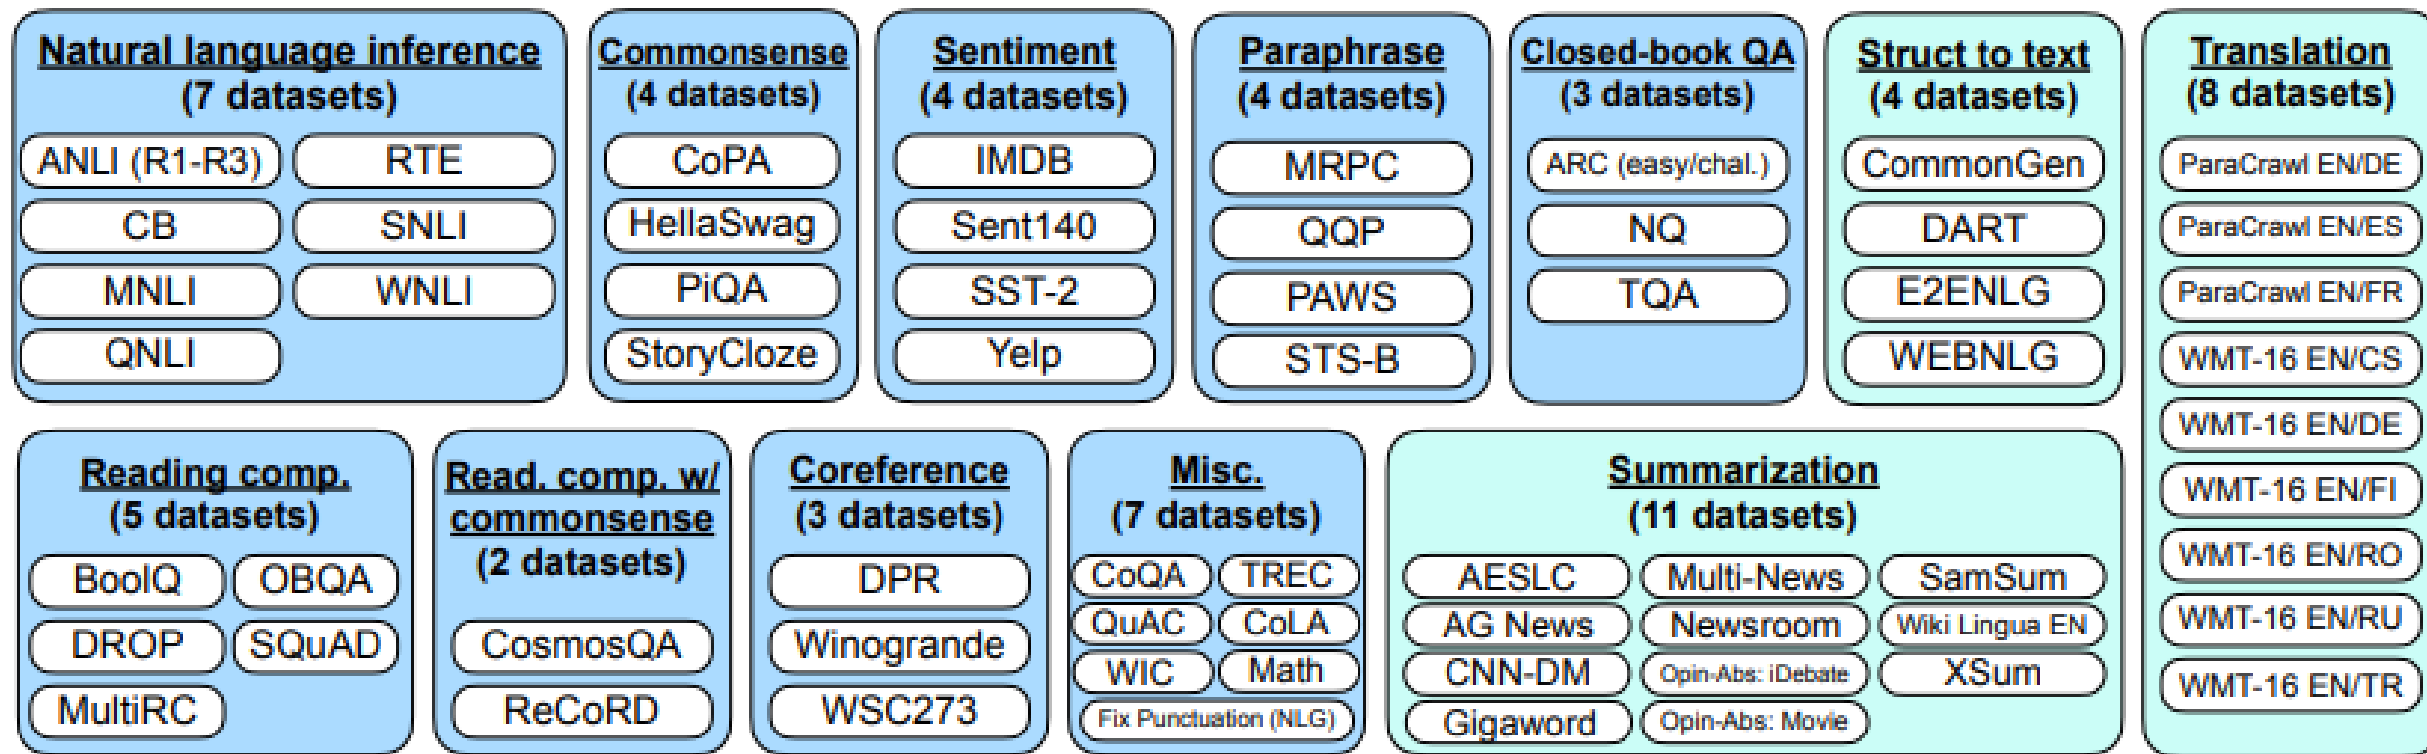 Natural language inference
(7 datasets)
ANLI (R1-R3)
RTE
CB
SNLI
MNLI
WNLI
QNLI
Commonsense
(4 datasets)
CoPA
HellaSwag
PiQA
StoryCloze
Sentiment
(4 datasets)
IMDB
Sent140
SST-2
Yelp
Paraphrase
(4 datasets)
MRPC
QQP
PAWS
STS-B
Closed-book QA
(3 datasets)
ARC (easy/chal.)
NQ
TQA
Struct to text
(4 datasets)
CommonGen
DART
E2ENLG
WEBNLG
Translation
(8 datasets)
ParaCrawl EN/DE
ParaCrawl EN/ES
ParaCrawl EN/FR
WMT-16 EN/CS
WMT-16 EN/DE
WMT-16 EN/FI
WMT-16 EN/RO
WMT-16 EN/RU
WMT-16 EN/TR
Reading comp.
(5 datasets)
BoolQ
OBQA
DROP
SQuAD
MultiRC
Read. comp. w/
commonsense
(2 datasets)
CosmosQA
ReCoRD
Coreference
(3 datasets)
DPR
Winogrande
WSC273
Misc.
(7 datasets)
CoQA
TREC
QuAC
CoLA
WIC
Math
Fix Punctuation (NLG)
Summarization
(11 datasets)
AESLC
Multi-News
SamSum
AG News
Newsroom
Wiki Lingua EN
CNN-DM
Opin-Abs: iDebate
XSum
Gigaword
Opin-Abs: Movie